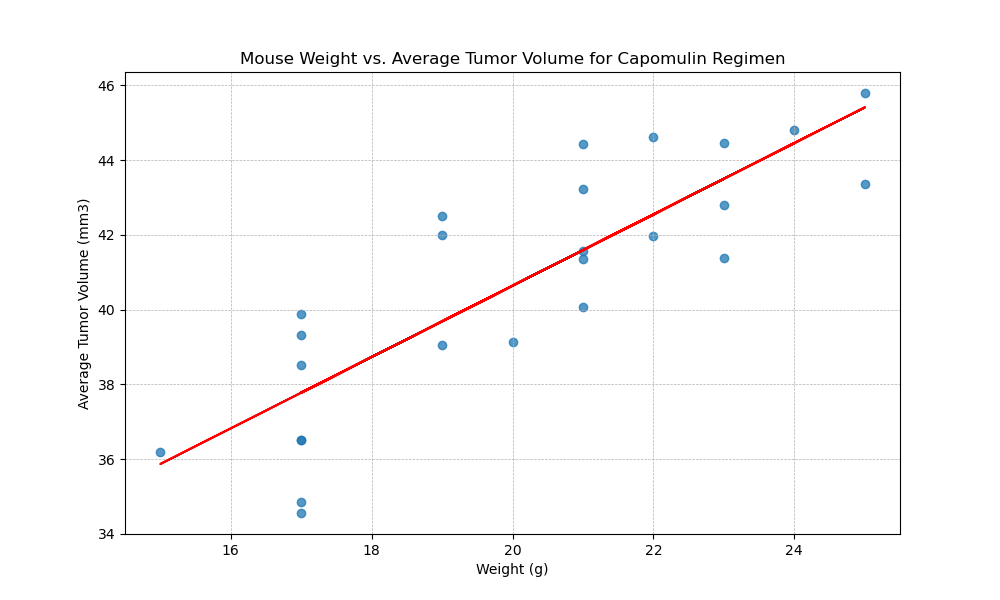 Mouse Weight vs. Average Tumor Volume for Capomulin Regimen
Average Tumor Volume (mm3)
46
44
42
40
38
36
34
16 18 20 22 24
Weight (g)